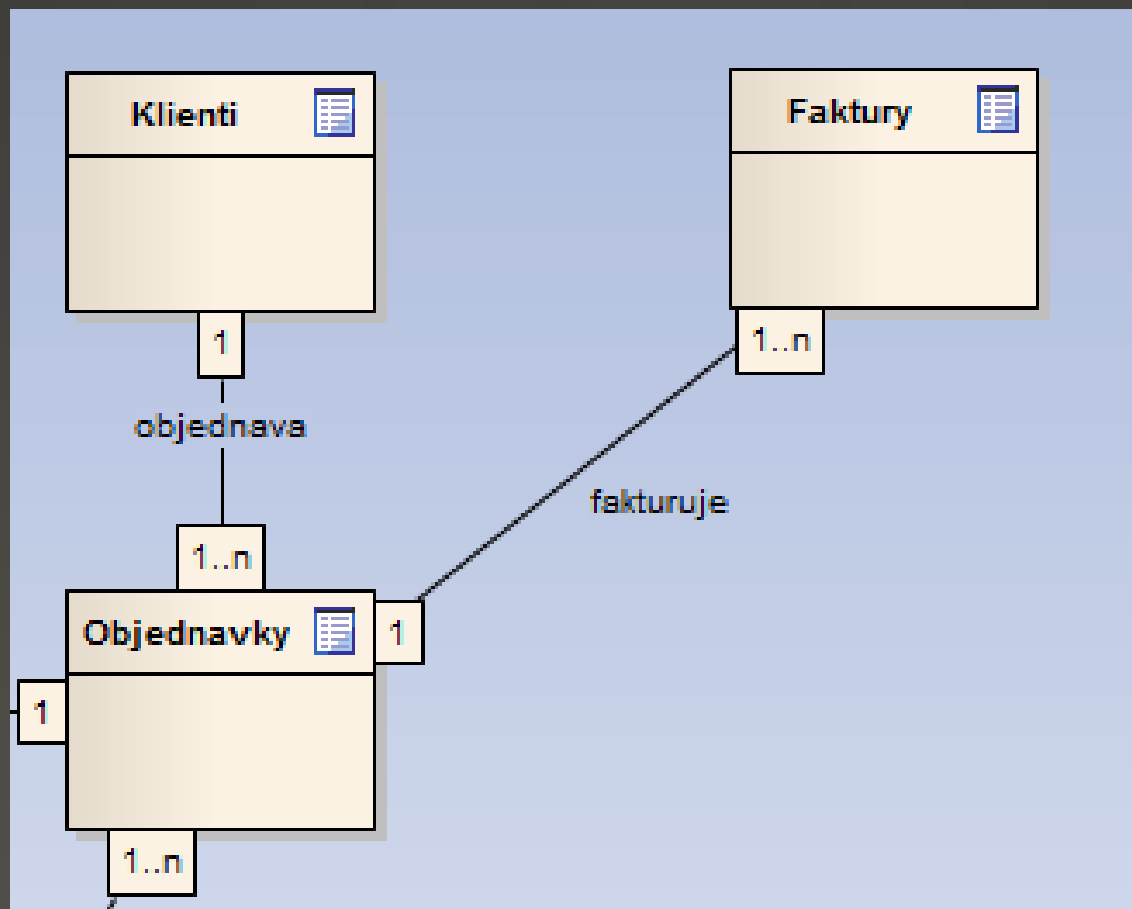 Klienti
Faktury
1
1..n
objednava
fakturuje
1..n
Objednavky
1
1
1..n